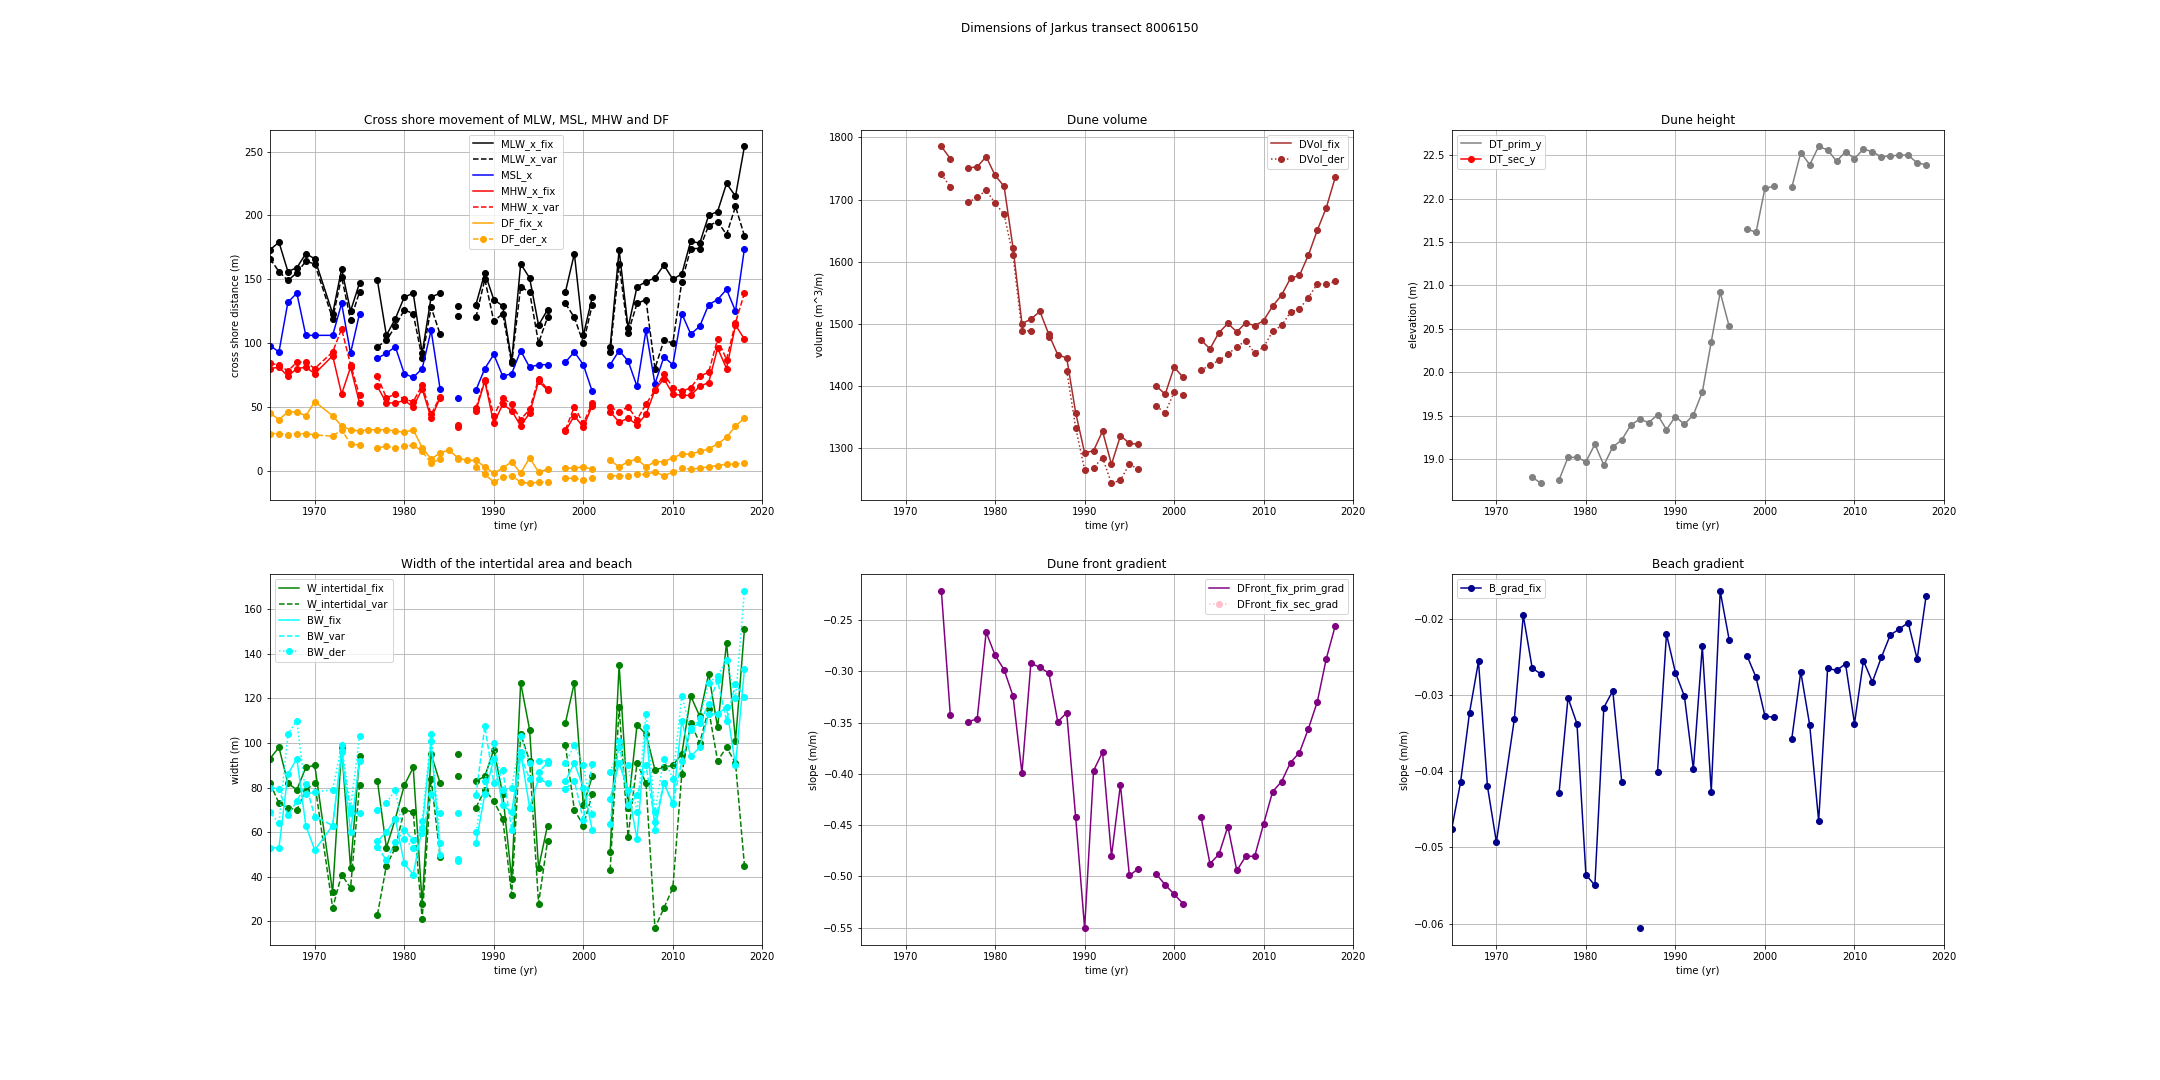 Dimensions of Jarkus transect 8006150
Cross shore movement of MLW, MSL, MHW and DF
cross shore distance (m)
250
200
150
100
50
0
MLW_x_fix
MLW_x_var
MSL_x
MHW_x_fix
MHW_x_var
DF_fix_x
DF_der_x
1970 1980 1990 2000 2010 2020
time (yr)
Dune volume
volume (m^3/m)
1800
1700
1600
1500
1400
1300
DVol_fix
DVol_der
1970 1980 1990 2000 2010 2020
time (yr)
Dune height
elevation (m)
22.5
22.0
21.5
21.0
20.5
20.0
19.5
19.0
DT_prim_y
DT_sec_y
1970 1980 1990 2000 2010 2020
time (yr)
Width of the intertidal area and beach
width (m)
160
140
120
100
80
60
40
20
W_intertidal_fix
W_intertidal_var
BW_fix
BW_var
BW_der
1970 1980 1990 2000 2010 2020
time (yr)
Dune front gradient
slope (m/m)
−0.25
−0.30
−0.35
−0.40
−0.45
−0.50
−0.55
DFront_fix_prim_grad
DFront_fix_sec_grad
1970 1980 1990 2000 2010 2020
time (yr)
Beach gradient
slope (m/m)
−0.02
−0.03
−0.04
−0.05
−0.06
B_grad_fix
1970 1980 1990 2000 2010 2020
time (yr)